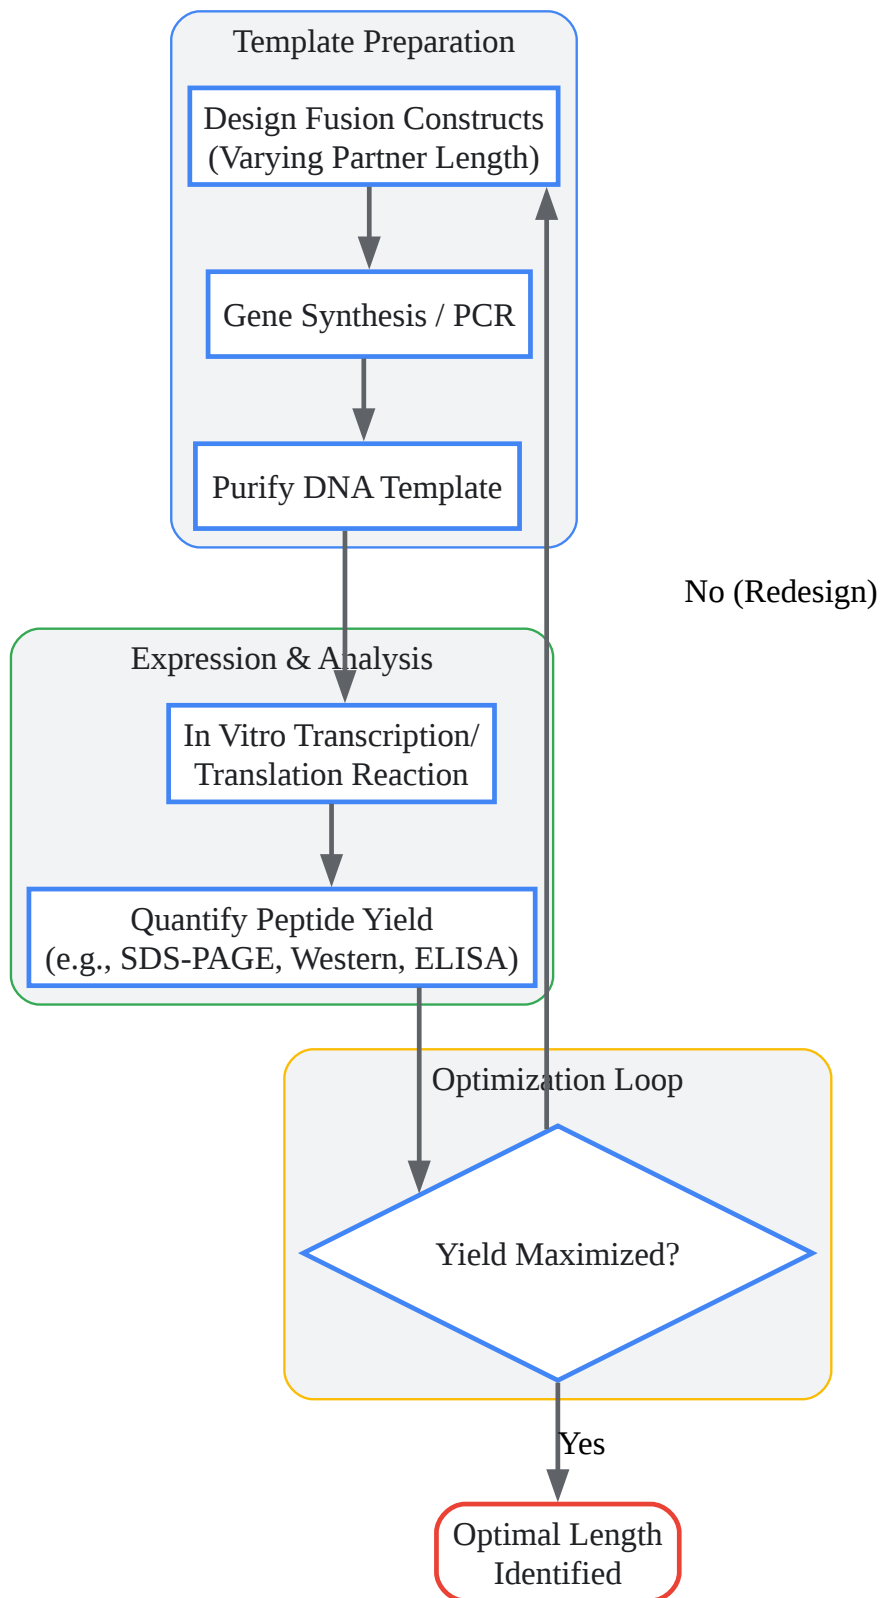 Template Preparation
Design Fusion Constructs
(Varying Partner Length)
Gene Synthesis / PCR
Purify DNA Template
No (Redesign)
Expression & Analysis
In Vitro Transcription/
Translation Reaction
Quantify Peptide Yield
(e.g., SDS-PAGE, Western, ELISA)
Optimization Loop
Yield Maximized?
Yes
Optimal Length
Identified